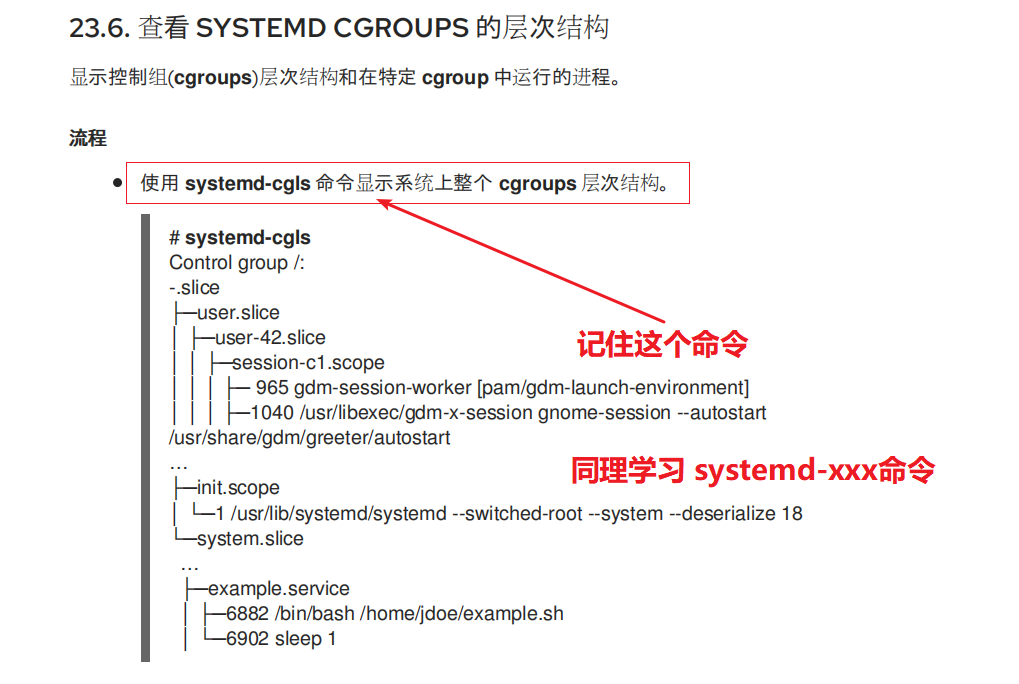 23.6. 查看 SYSTEMD CGROUPS 的层次结构
显示控制组(cgroups)层次结构和在特定 cgroup 中运行的进程。
流程
● 使用 systemd-cgls 命令显示系统上整个 cgroups 层次结构。
# systemd-cgls
Control group /:
-.slice
├─user.slice
│ ├─user-42.slice
│ │ ├─session-c1.scope
│ │ │ ├─ 965 gdm-session-worker [pam/gdm-launch-environment]
│ │ │ ├─1040 /usr/libexec/gdm-x-session gnome-session --autostart
/usr/share/gdm/greeter/autostart
...
├─init.scope
│ └─1 /usr/lib/systemd/systemd --switched-root --system --deserialize 18
└─system.slice
...
├─example.service
│ ├─6882 /bin/bash /home/jdoe/example.sh
│ └─6902 sleep 1
记住这个命令
同理学习 systemd-xxx命令